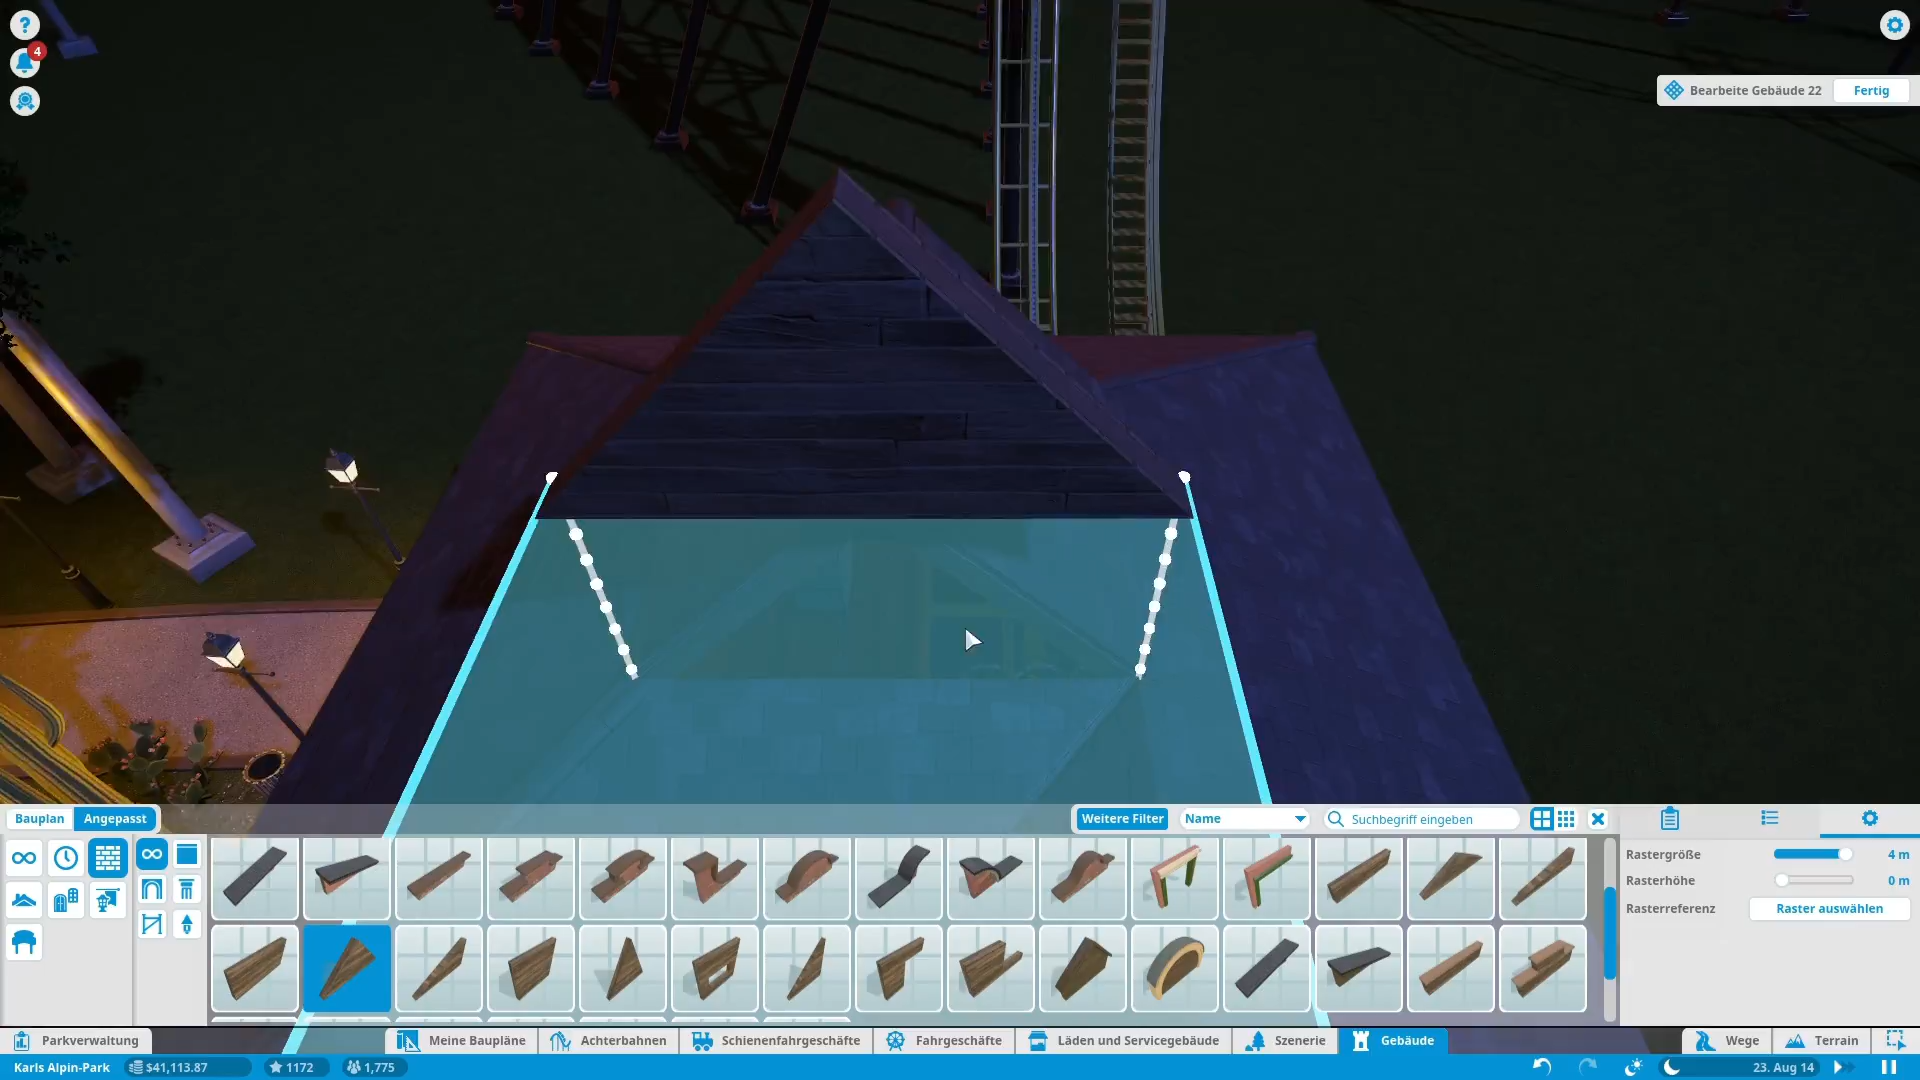 ?
4
Bearbeite Gebäude 22
Fertig
Bauplan
Angepasst
Weitere Filter
Name
Suchbegriff eingeben
Rastergröße
4 m
Rasterhöhe
0 m
Rasterreferenz
Raster auswählen
Parkverwaltung
Meine Baupläne
Achterbahnen
Schienenfahrgeschäfte
Fahrgeschäfte
Läden und Servicegebäude
Szenerie
Gebäude
Wege
Terrain
Karls Alpin-Park
$41,113.87
1172
1,775
23. Aug 14